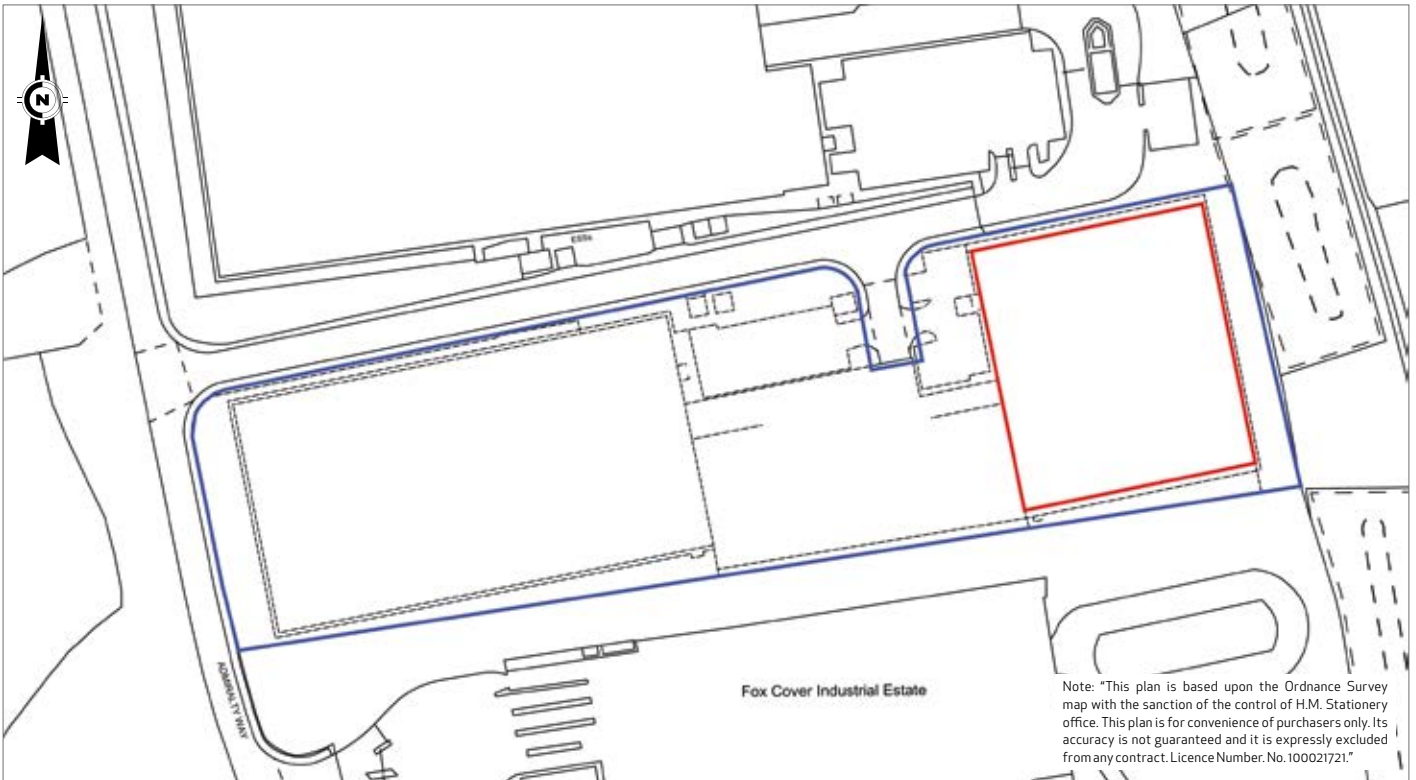 N
ESSs
ADMIRALTY WAY
Fox Cover Industrial Estate
Note: “This plan is based upon the Ordnance Survey
map with the sanction of the control of H.M. Stationery
office. This plan is for convenience of purchasers only. Its
accuracy is not guaranteed and it is expressly excluded
from any contract. Licence Number. No. 100021721.”